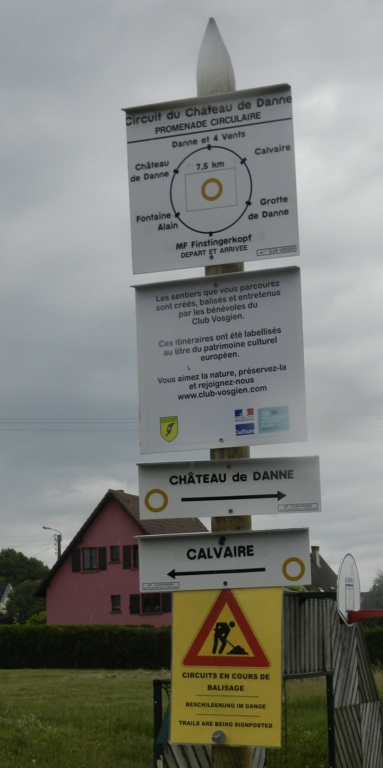 Circuit du Château de Danne
PROMENADE CIRCULAIRE
Danne et 4 Vents
Château
de Danne
7,5 km
Calvaire
Fontaine
Alain
Grotte
de Danne
MF Finstingerkopf
DÉPART ET ARRIVÉE
Les sentiers que vous parcourez
sont créés, balisés et entretenus
par les bénévoles du
Club Vosgien.
Ces itinéraires ont été labellisés
au titre du patrimoine culturel
européen.
Vous aimez la nature, préservez-la
et rejoignez-nous
www.club-vosgien.com
CHÂTEAU de DANNE
CALVAIRE
CIRCUITS EN COURS DE
BALISAGE
BESCHILDERUNG IM GANGE
TRAILS ARE BEING SIGNPOSTED